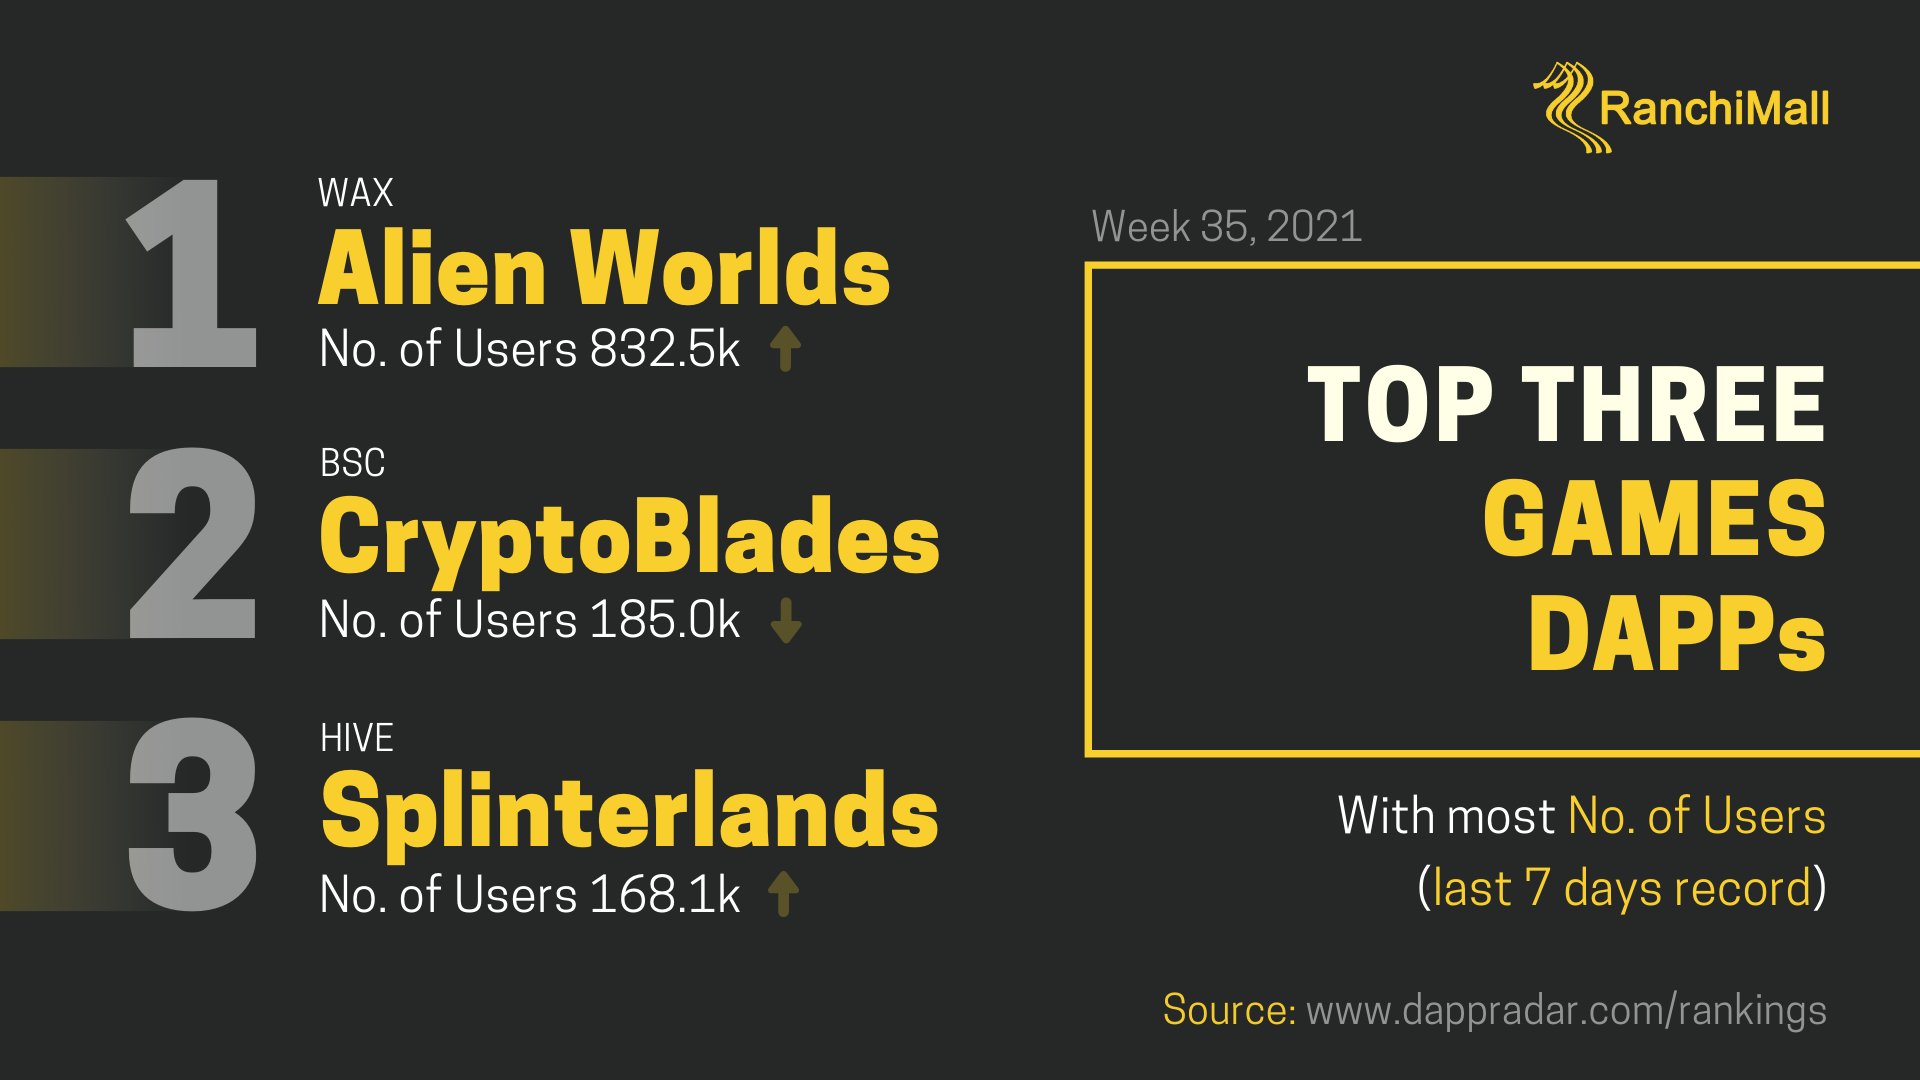 RanchiMall
1
WAX
Alien Worlds
No. of Users 832.5k
2
BSC
CryptoBlades
No. of Users 185.0k
3
HIVE
Splinterlands
No. of Users 168.1k
Week 35, 2021
TOP THREE
GAMES
DAPPs
With most No. of Users
(last 7 days record)
Source: www.dappradar.com/rankings